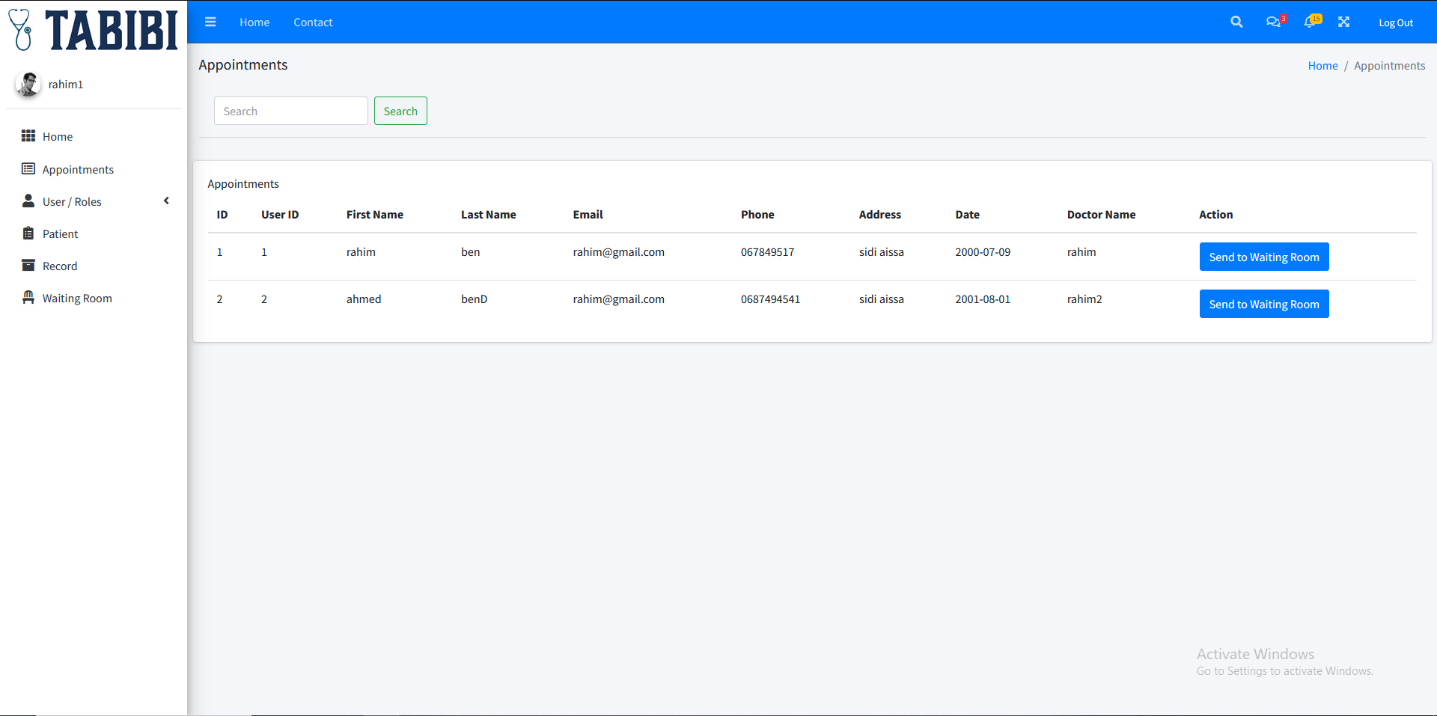 TABIBI
Home Contact 3 15 Log Out
rahim1
Home
Appointments
User / Roles
Patient
Record
Waiting Room
Appointments
Home / Appointments
Search Search
Appointments
ID User ID First Name Last Name Email Phone Address Date Doctor Name Action
1 1 rahim ben rahim@gmail.com 067849517 sidi aissa 2000-07-09 rahim Send to Waiting Room
2 2 ahmed benD rahim@gmail.com 0687494541 sidi aissa 2001-08-01 rahim2 Send to Waiting Room
Activate Windows
Go to Settings to activate Windows.